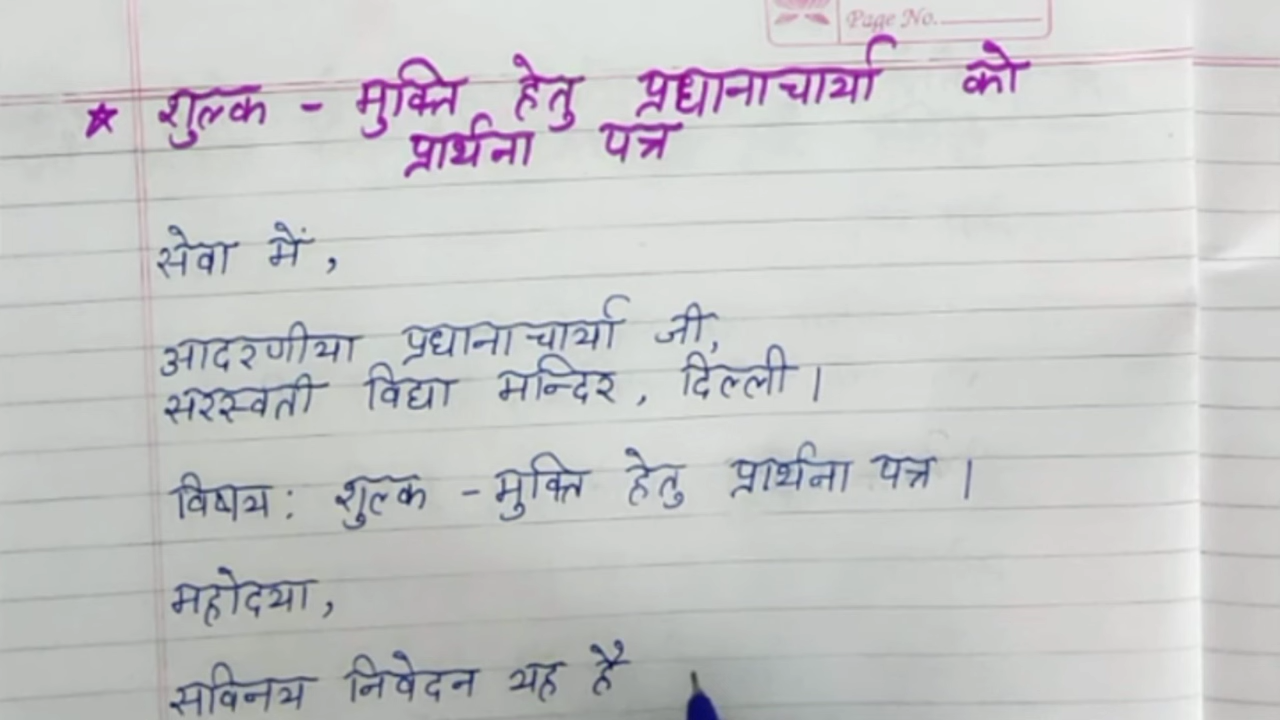 Page No.
★ शुल्क - मुक्ति हेतु प्रधानाचार्या को
प्रार्थना पत्र
सेवा में,
आदरणीया प्रधानाचार्या जी,
सरस्वती विद्या मन्दिर, दिल्ली।
विषय: शुल्क - मुक्ति हेतु प्रार्थना पत्र।
महोदया,
सविनय निवेदन यह है